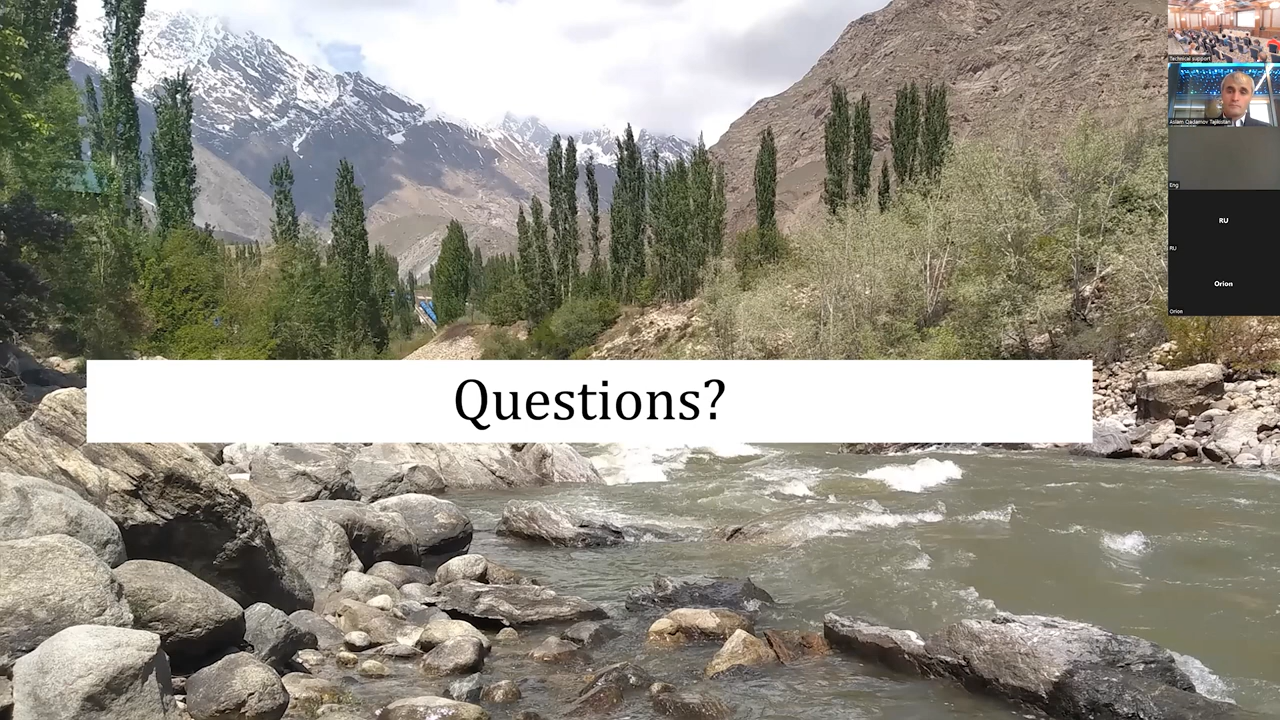 Questions?
Technical support
Aslam Qadamov Tajikistan
Eng
RU
RU
Orion
Orion